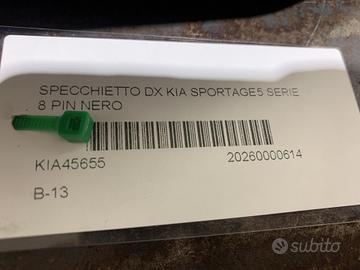 SPECCHIETTO DX KIA SPORTAGE5 SERIE
8 PIN NERO
KIA45655 20260000614
B-13
subito